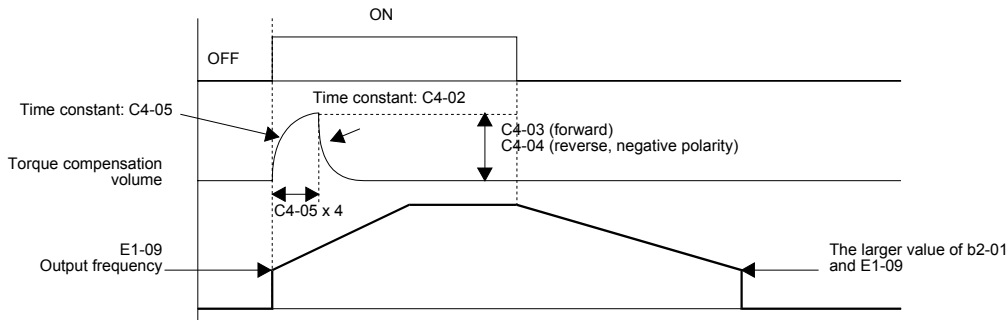 ON
OFF
Time constant: C4-05
Time constant: C4-02
C4-03 (forward)
C4-04 (reverse, negative polarity)
Torque compensation
volume
C4-05 x 4
E1-09
Output frequency
The larger value of b2-01
and E1-09